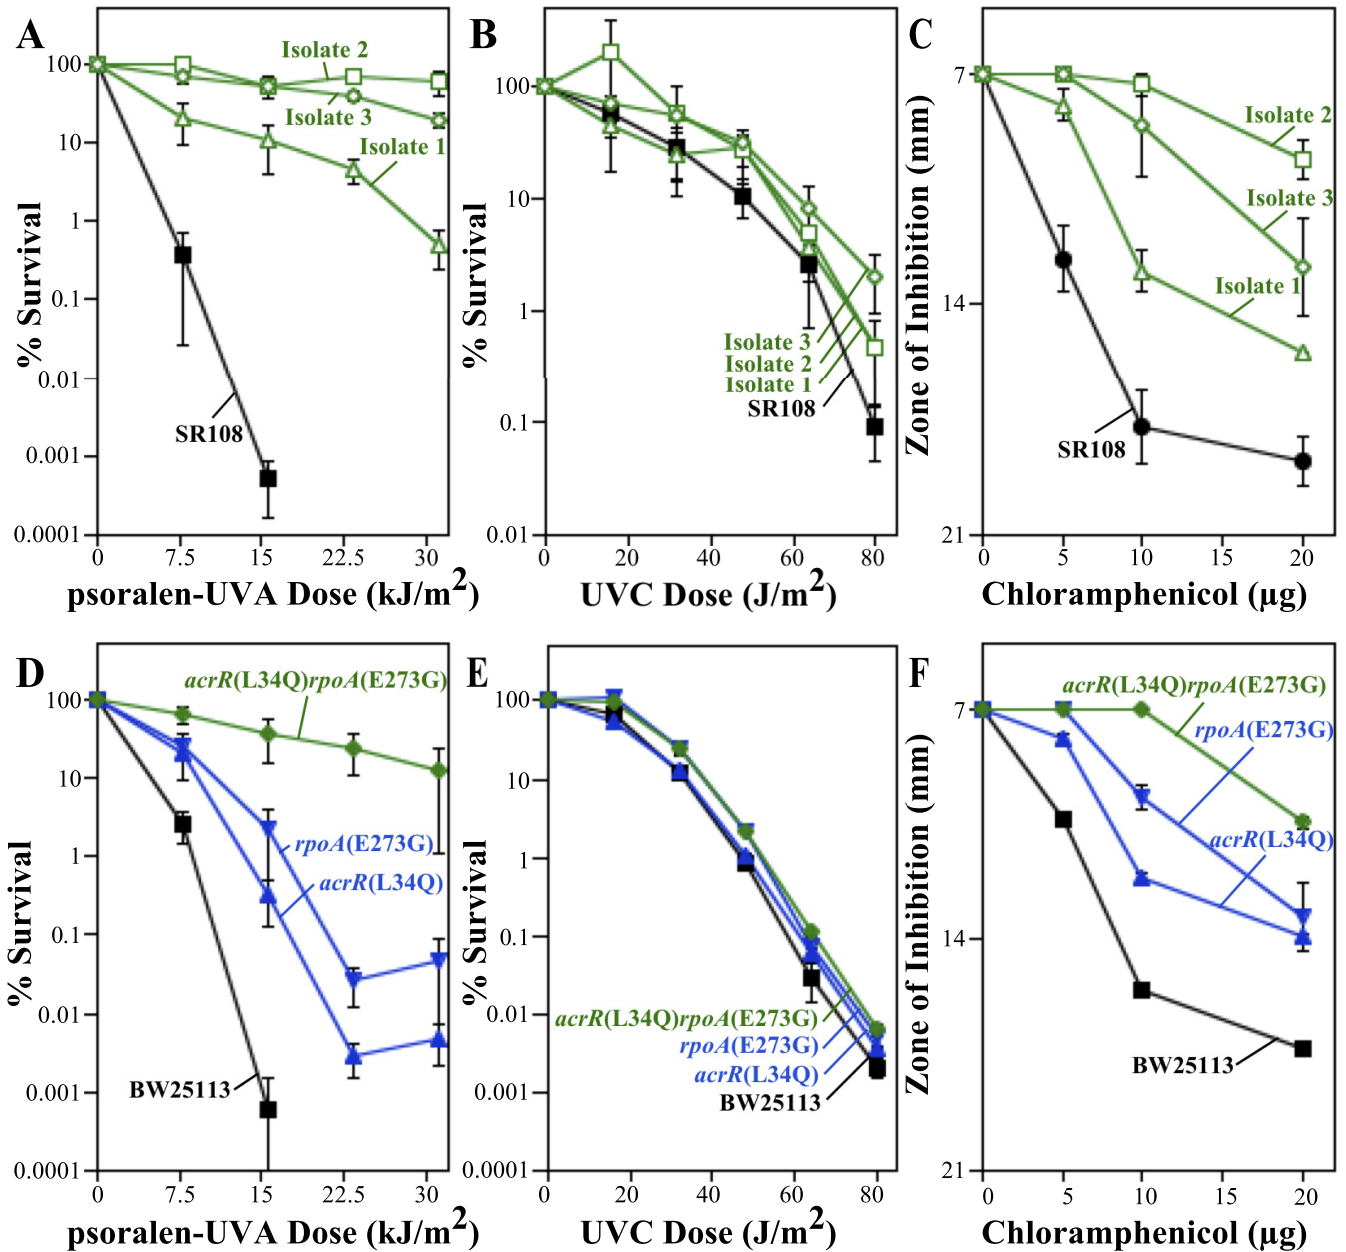 A
% Survival
100
10
1
0.1
0.01
0.001
0.0001
Isolate 2
Isolate 3
Isolate 1
SR108
0 7.5 15 22.5 30
psoralen-UVA Dose (kJ/m²)
B
% Survival
100
10
1
0.1
0.01
Isolate 3
Isolate 2
Isolate 1
SR108
0 20 40 60 80
UVC Dose (J/m²)
C
Zone of Inhibition (mm)
7
14
21
Isolate 2
Isolate 3
Isolate 1
SR108
0 5 10 15 20
Chloramphenicol (µg)
D
% Survival
100
10
1
0.1
0.01
0.001
0.0001
acrR(L34Q)rpoA(E273G)
rpoA(E273G)
acrR(L34Q)
BW25113
0 7.5 15 22.5 30
psoralen-UVA Dose (kJ/m²)
E
% Survival
100
10
1
0.1
0.01
0.001
0.0001
acrR(L34Q)rpoA(E273G)
rpoA(E273G)
acrR(L34Q)
BW25113
0 20 40 60 80
UVC Dose (J/m²)
F
Zone of Inhibition (mm)
7
14
21
acrR(L34Q)rpoA(E273G)
rpoA(E273G)
acrR(L34Q)
BW25113
0 5 10 15 20
Chloramphenicol (µg)